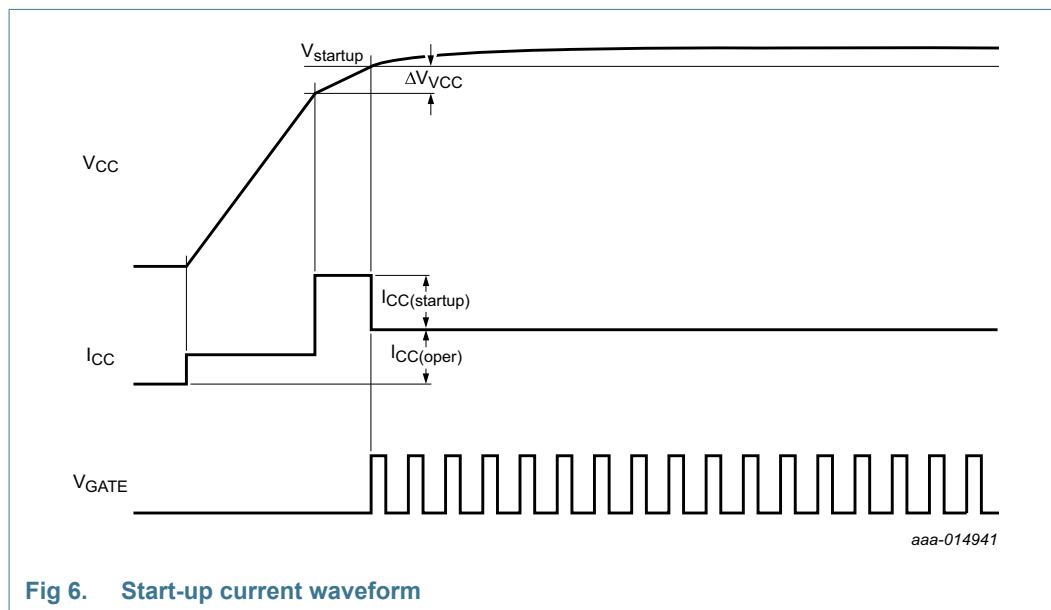 Vstartup
ΔVVCC
VCC
ICC(startup)
ICC(oper)
ICC
VGATE
aaa-014941
Fig 6. Start-up current waveform